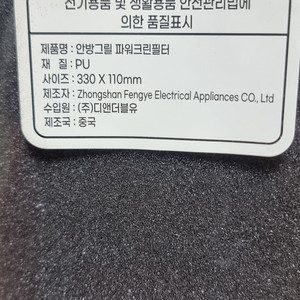 전기용품 및 생활용품 안전관리법에
의한 품질표시
제품명 : 안방그릴 파워크린필터
재 질 : PU
사이즈 : 330 X 110mm
제조자 : Zhongshan Fengye Electrical Appliances CO., Ltd
수입원 : (주)디앤더블유
제조국 : 중국